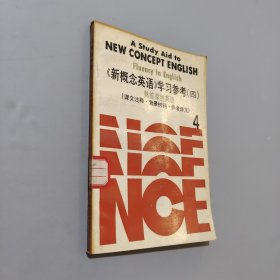 A Study Aid to
NEW CONCEPT ENGLISH
Fluency in English
《新概念英语》学习参考(四)
(课文注释·背景材料·参考译文)
4
NCE
NCE
NCE